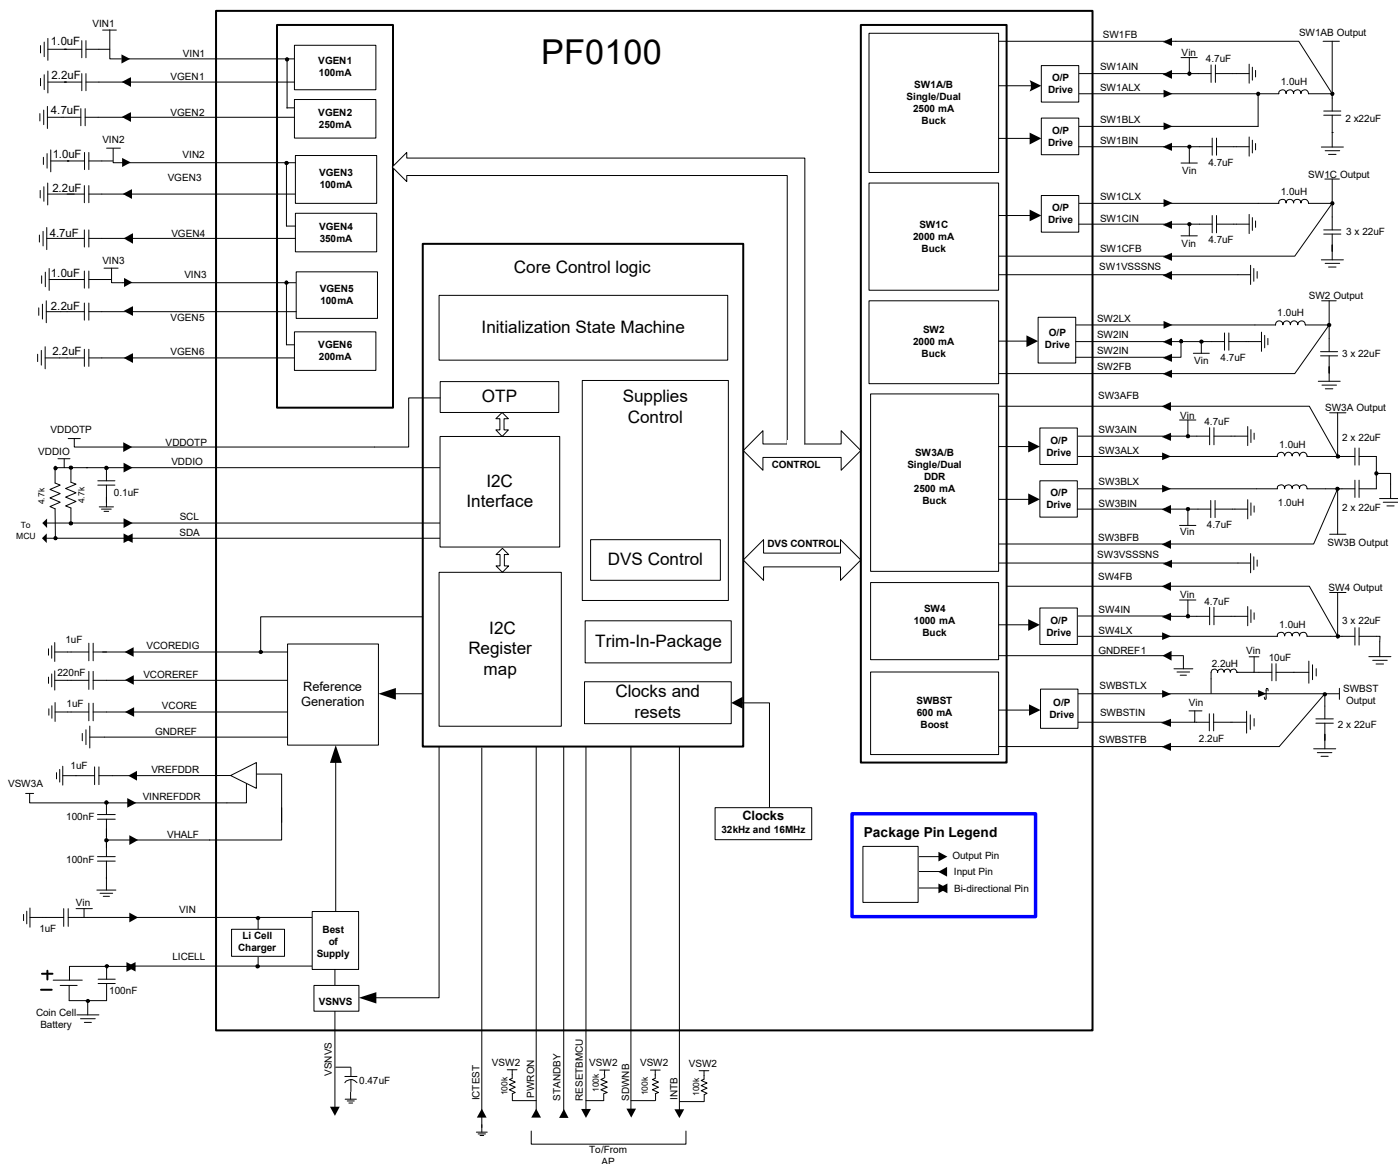 PF0100
VIN1
1.0uF
VIN1
2.2uF
VGEN1
4.7uF
VGEN2
VIN2
1.0uF
VIN2
VGEN3
2.2uF
4.7uF
VGEN4
VIN3
1.0uF
VIN3
2.2uF
VGEN5
2.2uF
VGEN6
VGEN1
100mA
VGEN2
250mA
VGEN3
100mA
VGEN4
350mA
VGEN5
100mA
VGEN6
200mA
VDDOTP
VDDOTP
VDDIO
VDDIO
4.7k
4.7k
0.1uF
To
MCU
SCL
SDA
1uF
VCOREDIG
220nF
VCOREREF
1uF
VCORE
GNDREF
Reference
Generation
1uF
VREFDDR
VSW3A
VINREFDDR
100nF
VHALF
100nF
Vin
VIN
1uF
Li Cell
Charger
Best
of
Supply
LICELL
+
–
100nF
Coin Cell
Battery
VSNVS
VSNVS
0.47uF
Core Control logic
Initialization State Machine
OTP
I2C
Interface
I2C
Register
map
Supplies
Control
DVS Control
Trim-In-Package
Clocks and
resets
Clocks
32kHz and 16MHz
CONTROL
DVS CONTROL
ICTEST
VSW2
100k
PWRON
STANDBY
RESETBMCU
VSW2
100k
SDWNB
VSW2
100k
INTB
VSW2
100k
To/From
AP
SW1A/B
Single/Dual
2500 mA
Buck
SW1C
2000 mA
Buck
SW2
2000 mA
Buck
SW3A/B
Single/Dual
DDR
2500 mA
Buck
SW4
1000 mA
Buck
SWBST
600 mA
Boost
O/P
Drive
O/P
Drive
O/P
Drive
O/P
Drive
O/P
Drive
O/P
Drive
O/P
Drive
O/P
Drive
SW1FB
SW1AB Output
Vin
4.7uF
SW1AIN
SW1ALX
1.0uH
2 x22uF
SW1BLX
SW1BIN
Vin
4.7uF
SW1C Output
1.0uH
SW1CLX
SW1CIN
Vin
4.7uF
3 x 22uF
SW1CFB
SW1VSSSNS
SW2 Output
SW2LX
1.0uH
SW2IN
SW2IN
Vin
4.7uF
3 x 22uF
SW2FB
SW3AFB
SW3A Output
Vin
4.7uF
2 x 22uF
SW3AIN
SW3ALX
1.0uH
SW3BLX
1.0uH
SW3BIN
Vin
4.7uF
2 x 22uF
SW3BFB
SW3B Output
SW3VSSSNS
SW4FB
SW4 Output
Vin
4.7uF
SW4IN
3 x 22uF
SW4LX
1.0uH
GNDREF1
Vin
2.2uH
10uF
SWBSTLX
SWBST
Output
Vin
SWBSTIN
2.2uF
2 x 22uF
SWBSTFB
Package Pin Legend
Output Pin
Input Pin
Bi-directional Pin